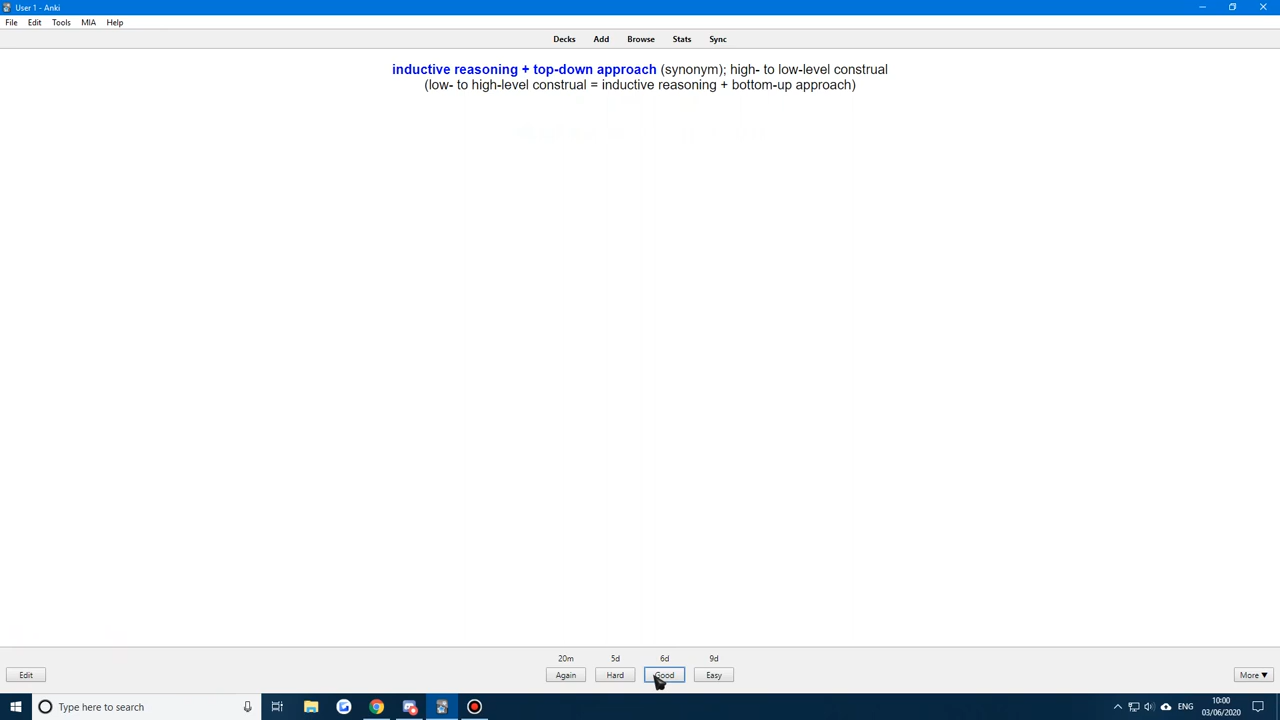 User 1 - Anki
File Edit Tools MIA Help
Decks Add Browse Stats Sync
inductive reasoning + top-down approach (synonym); high- to low-level construal
(low- to high-level construal = inductive reasoning + bottom-up approach)
20m 5d 6d 9d
Edit Again Hard Good Easy More ▼
Type here to search
ENG
10:00
03/06/2020